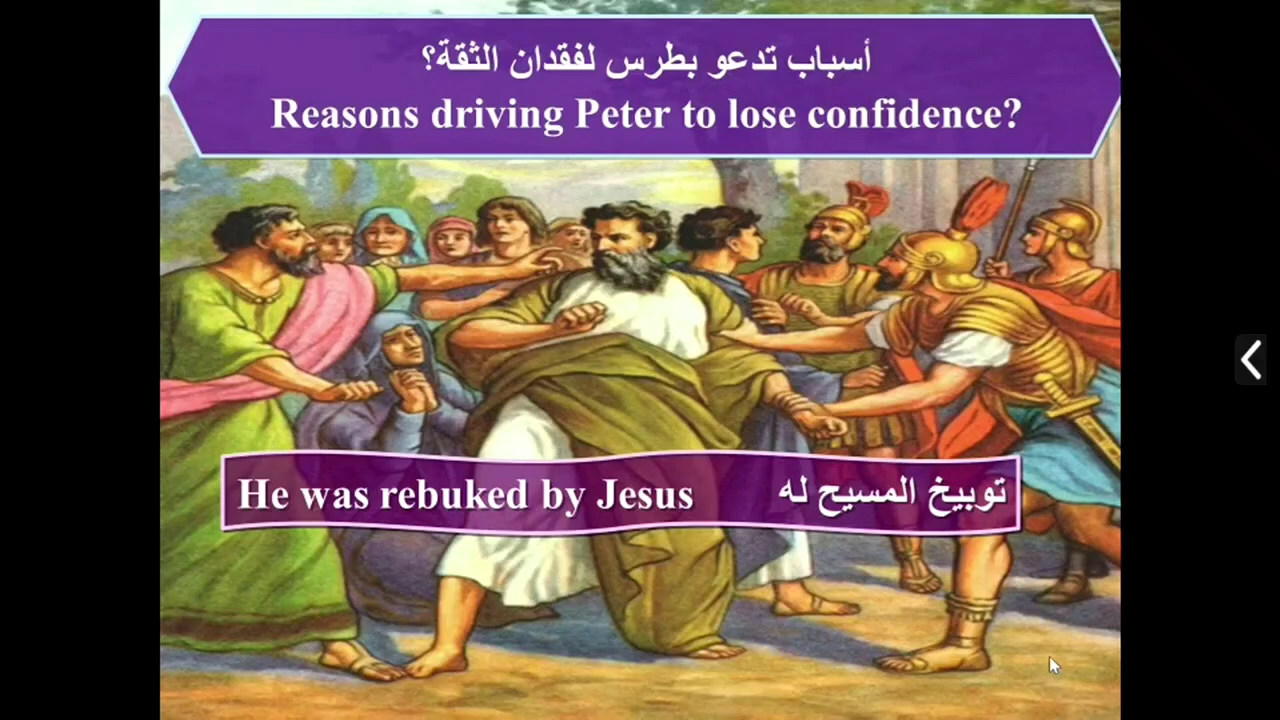 أسباب تدعو بطرس لفقدان الثقة؟
Reasons driving Peter to lose confidence?
He was rebuked by Jesus توبيخ المسيح له